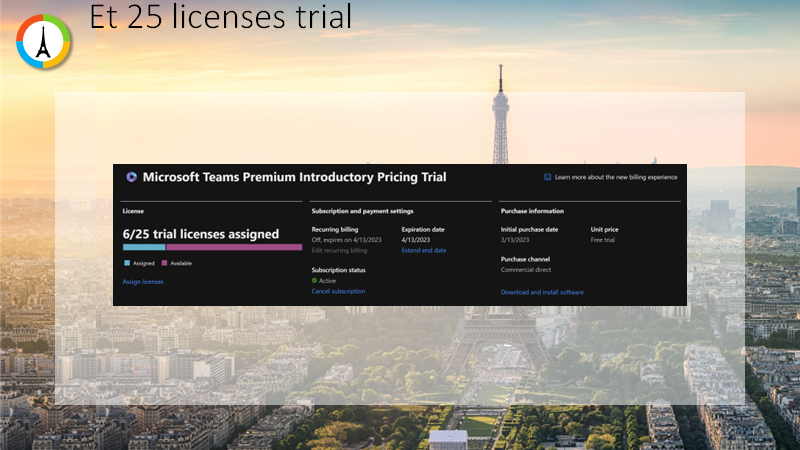 Et 25 licenses trial
Microsoft Teams Premium Introductory Pricing Trial
Learn more about the new billing experience
License
6/25 trial licenses assigned
Assigned
Available
Assign licenses
Subscription and payment settings
Recurring billing
Off, expires on 4/13/2023
Edit recurring billing
Expiration date
4/13/2023
Extend end date
Subscription status
Active
Cancel subscription
Purchase information
Initial purchase date
3/13/2023
Unit price
Free trial
Purchase channel
Commercial direct
Download and install software